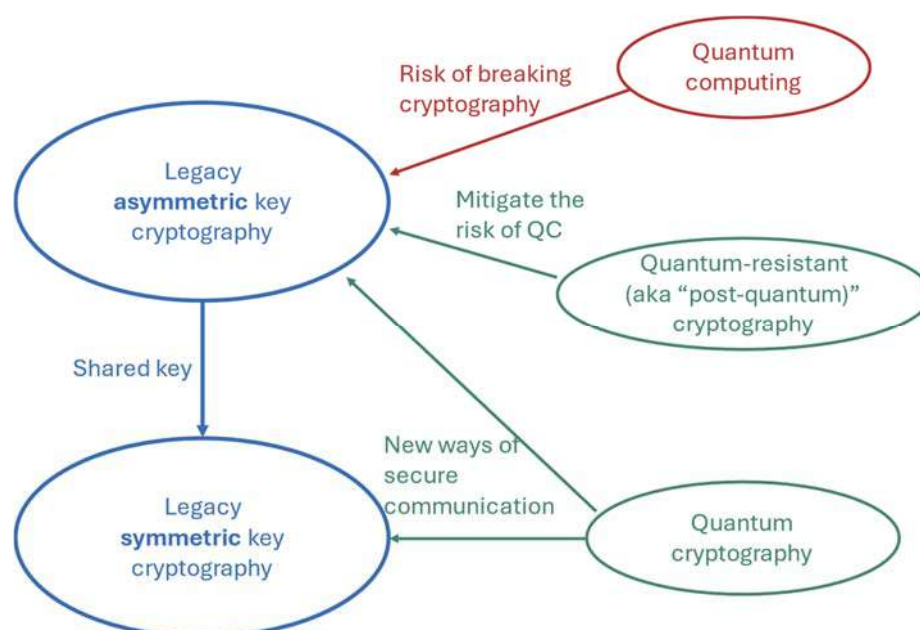 Quantum
computing
Risk of breaking
cryptography
Legacy
asymmetric key
cryptography
Mitigate the
risk of QC
Quantum-resistant
(aka “post-quantum)”
cryptography
Shared key
New ways of
secure
communication
Legacy
symmetric key
cryptography
Quantum
cryptography